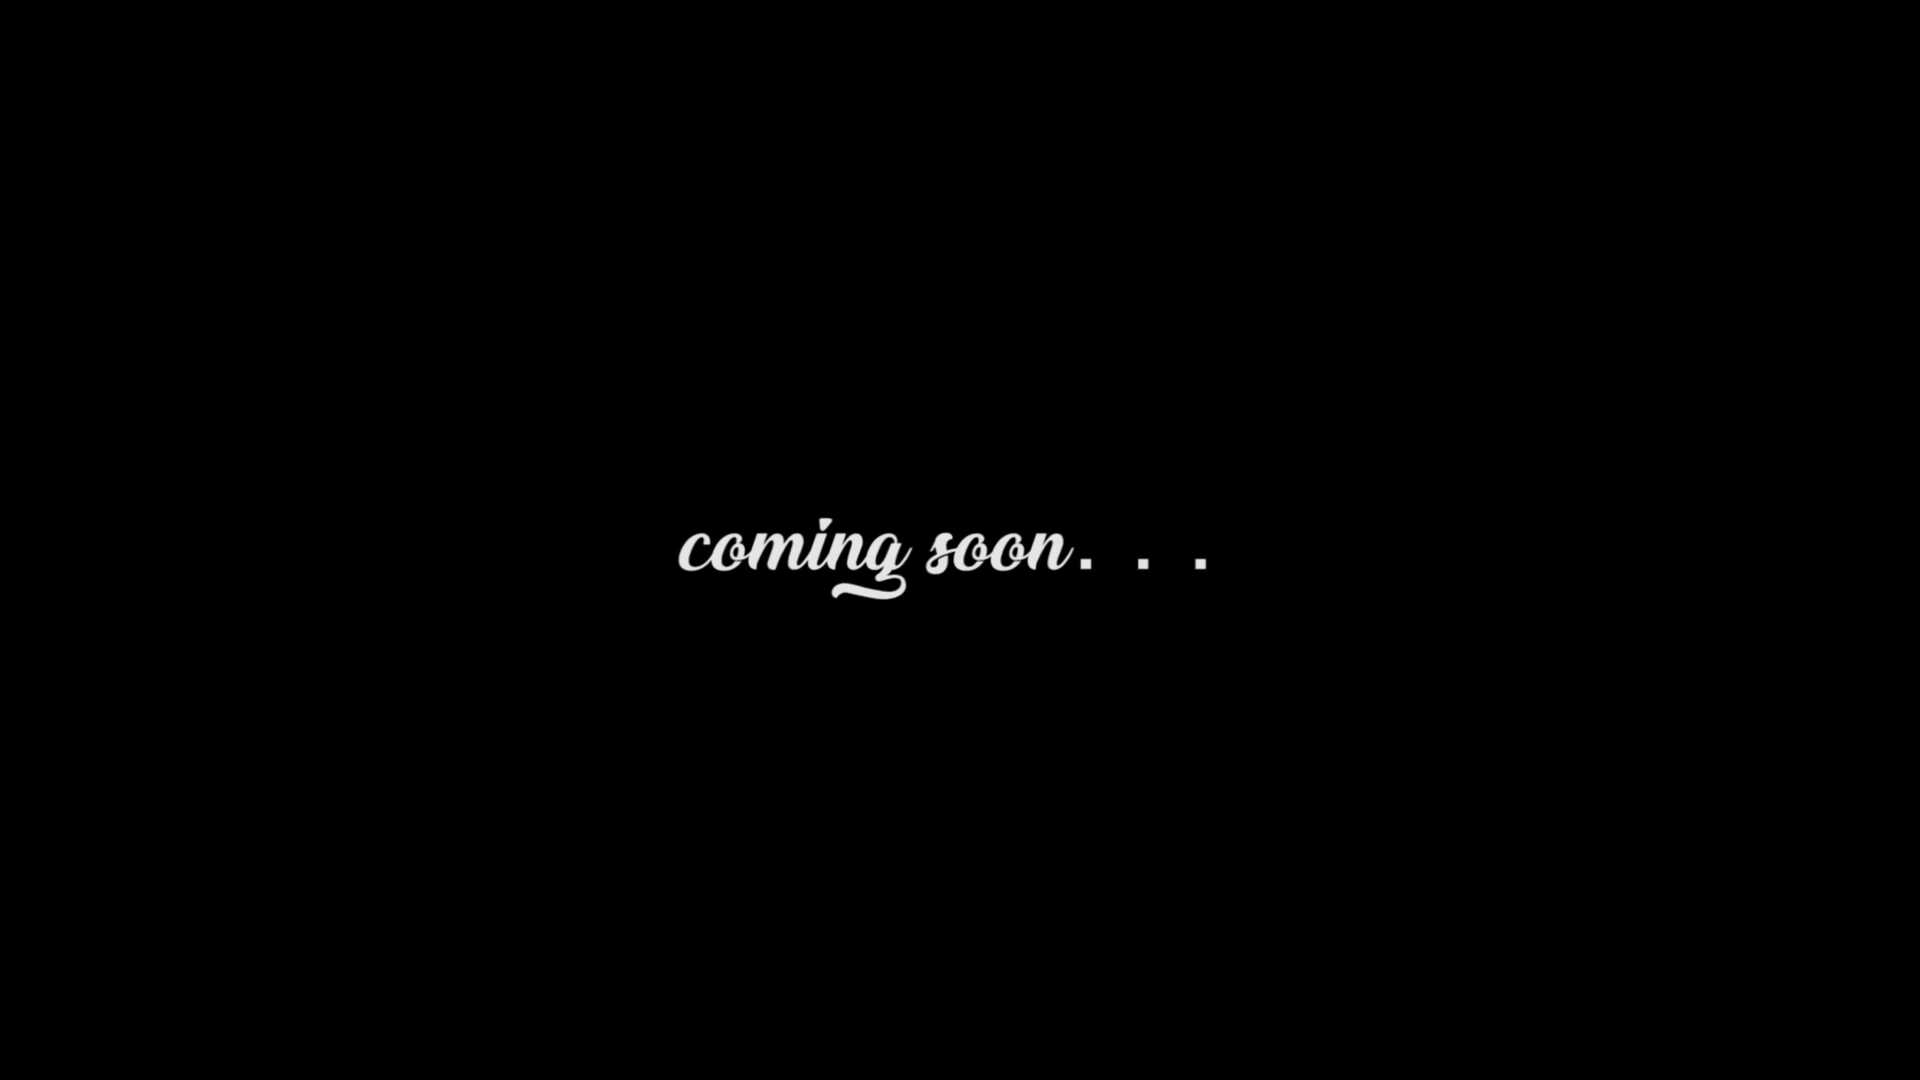 coming soon. . .